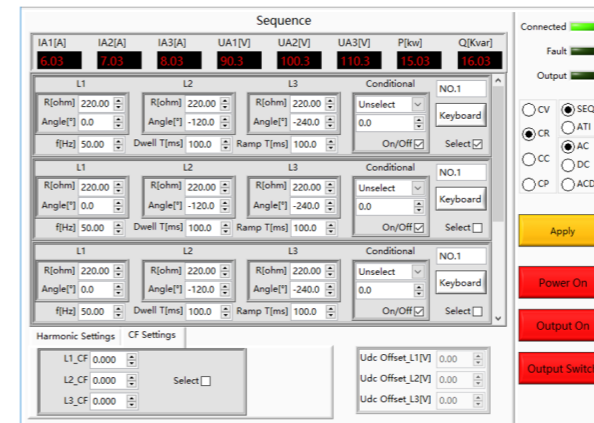 Sequence
IA1[A] IA2[A] IA3[A] UA1[V] UA2[V] UA3[V] P[kw] Q[Kvar]
6.03 7.03 8.03 90.3 100.3 110.3 15.03 16.03
L1 L2 L3 Conditional NO.1
R[ohm] 220.00 R[ohm] 220.00 R[ohm] 220.00 Unselect
Angle[°] 0.0 Angle[°] -120.0 Angle[°] -240.0 0.0 Keyboard
f[Hz] 50.00 Dwell T[ms] 100.0 Ramp T[ms] 100.0 On/Off Select
L1 L2 L3 Conditional NO.1
R[ohm] 220.00 R[ohm] 220.00 R[ohm] 220.00 Unselect
Angle[°] 0.0 Angle[°] -120.0 Angle[°] -240.0 0.0 Keyboard
f[Hz] 50.00 Dwell T[ms] 100.0 Ramp T[ms] 100.0 On/Off Select
L1 L2 L3 Conditional NO.1
R[ohm] 220.00 R[ohm] 220.00 R[ohm] 220.00 Unselect
Angle[°] 0.0 Angle[°] -120.0 Angle[°] -240.0 0.0 Keyboard
f[Hz] 50.00 Dwell T[ms] 100.0 Ramp T[ms] 100.0 On/Off Select
Harmonic Settings CF Settings
L1_CF 0.000
L2_CF 0.000 Select
L3_CF 0.000
Udc Offset_L1[V] 0.00
Udc Offset_L2[V] 0.00
Udc Offset_L3[V] 0.00
Connected
Fault
Output
CV SEQ
CR ATI
AC
CC DC
CP ACD
Apply
Power On
Output On
Output Switch